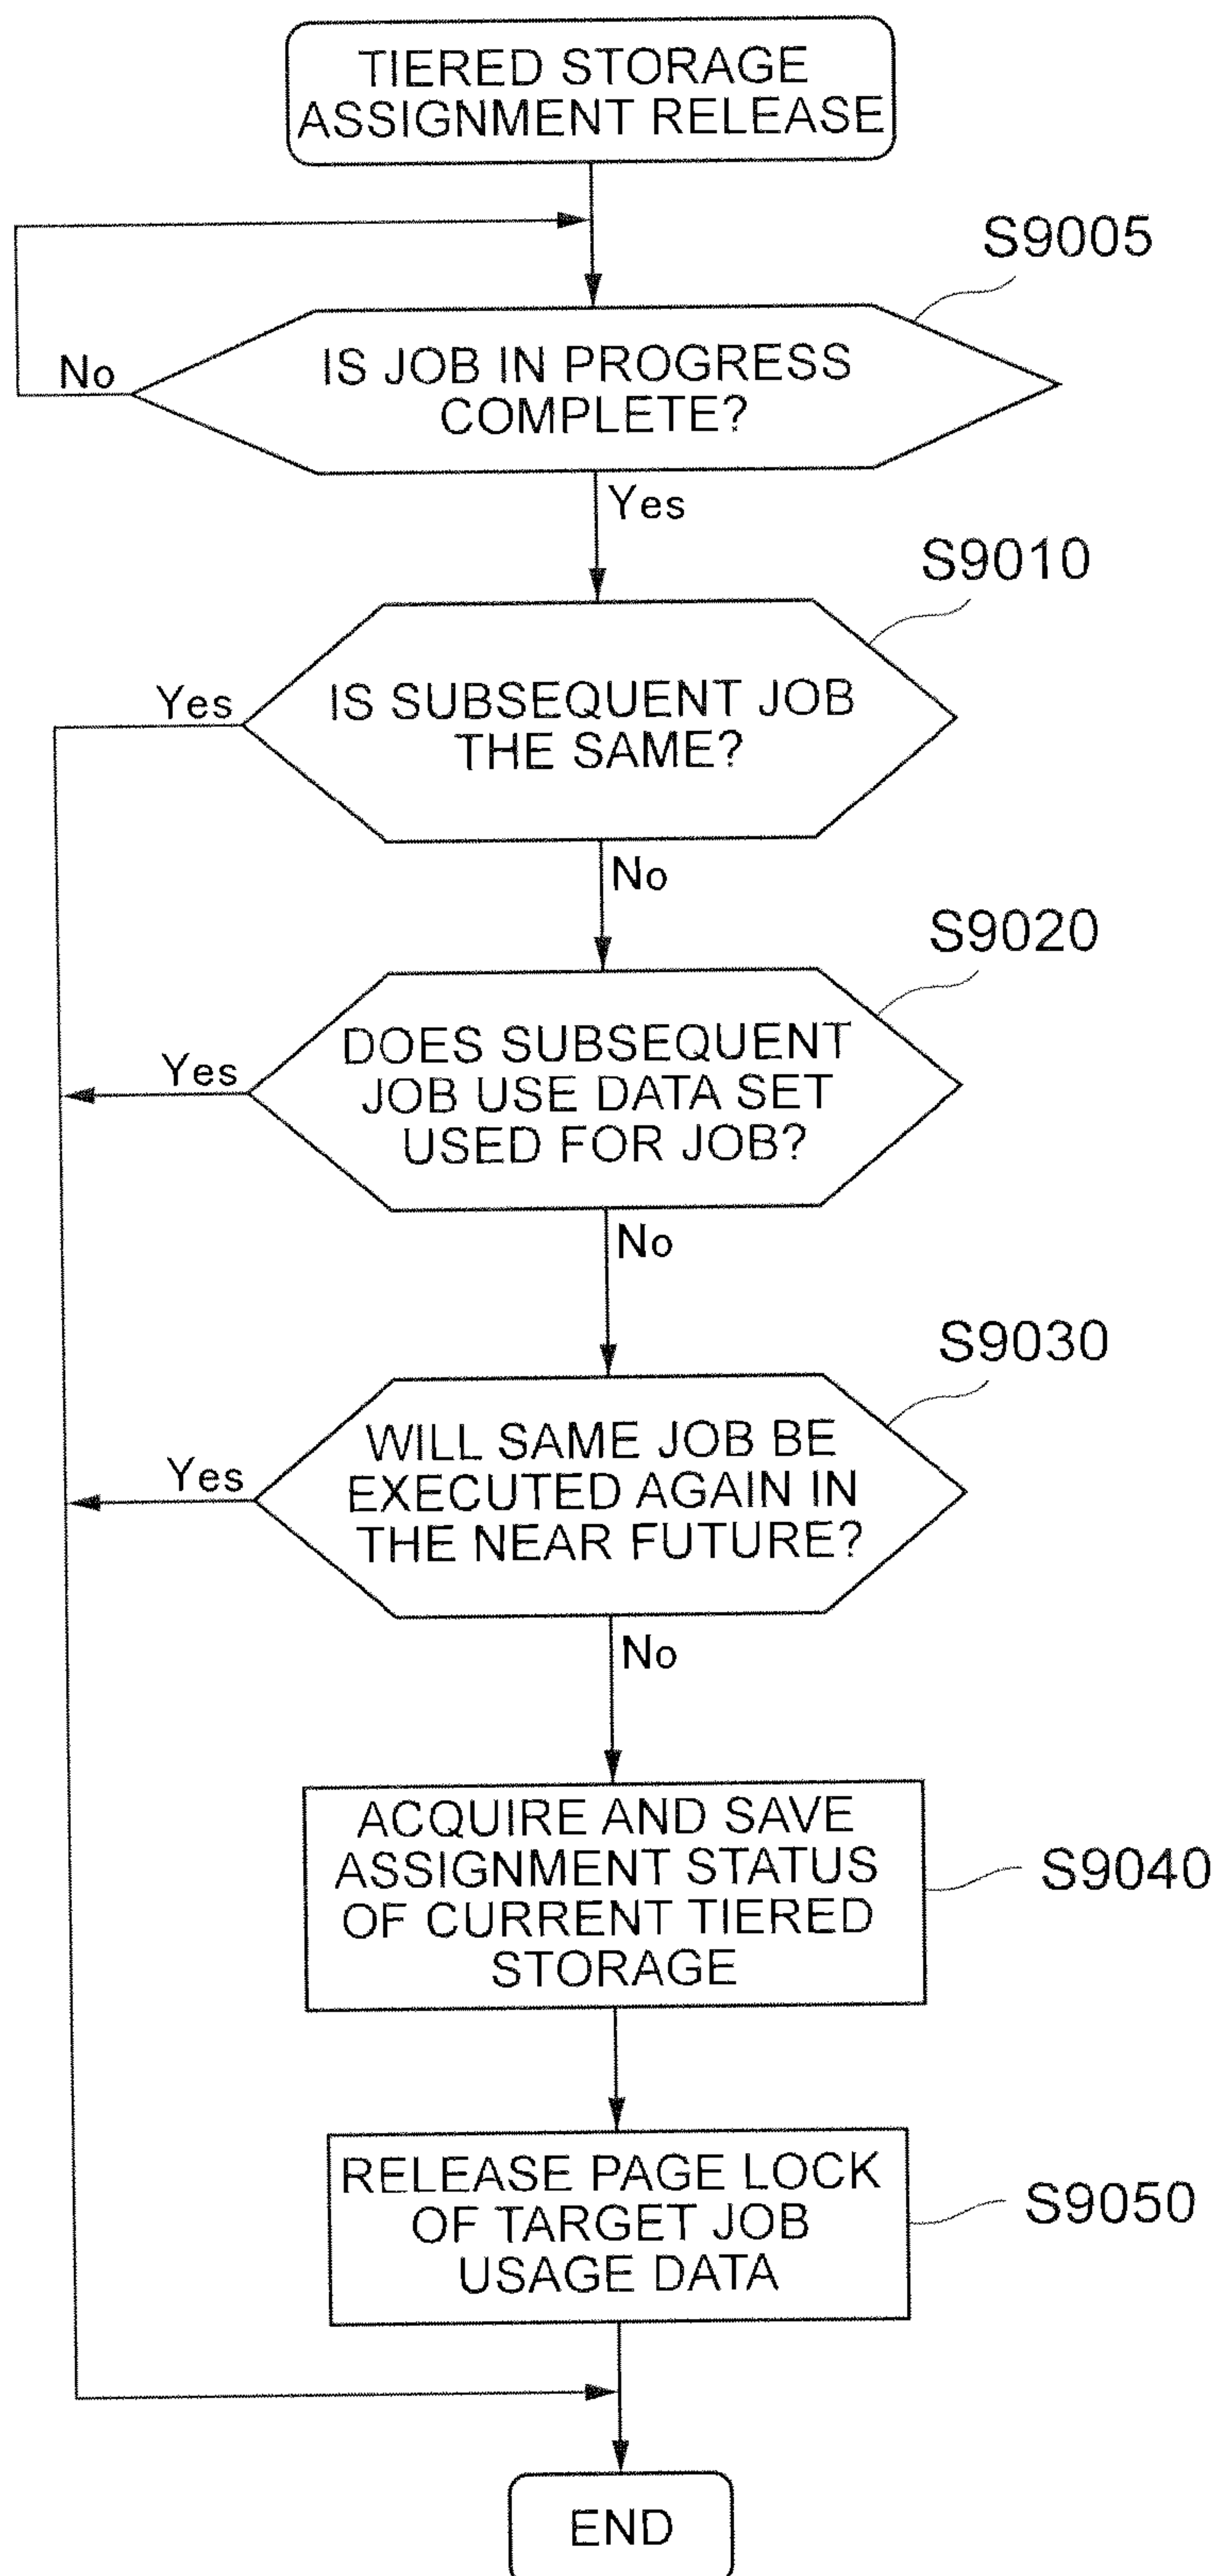 TIERED STORAGE
ASSIGNMENT RELEASE
S9005
No
IS JOB IN PROGRESS
COMPLETE?
Yes
S9010
Yes
IS SUBSEQUENT JOB
THE SAME?
No
S9020
Yes
DOES SUBSEQUENT
JOB USE DATA SET
USED FOR JOB?
No
S9030
Yes
WILL SAME JOB BE
EXECUTED AGAIN IN
THE NEAR FUTURE?
No
ACQUIRE AND SAVE
ASSIGNMENT STATUS
OF CURRENT TIERED
STORAGE
S9040
RELEASE PAGE LOCK
OF TARGET JOB
USAGE DATA
S9050
END